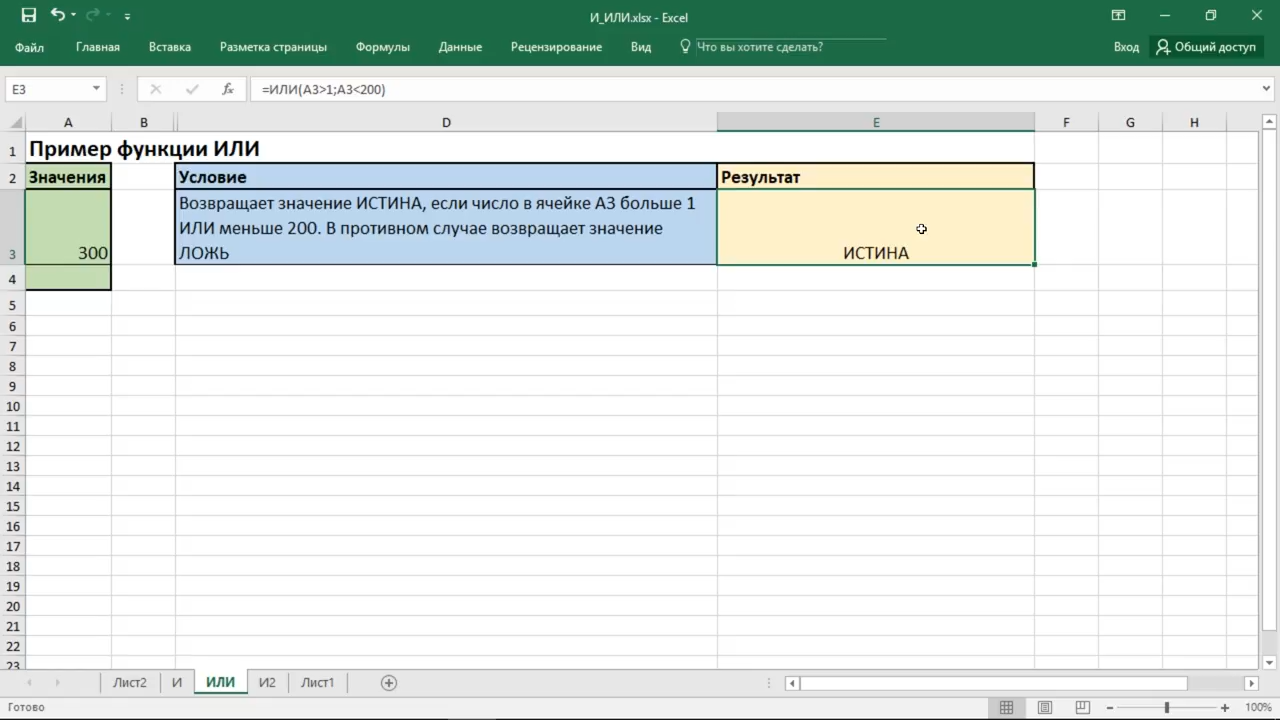 И_ИЛИ.xlsx - Excel
Файл Главная Вставка Разметка страницы Формулы Данные Рецензирование Вид Что вы хотите сделать? Вход Общий доступ
E3 fx =ИЛИ(A3>1;A3<200)
A B D E F G H
1 Пример функции ИЛИ
2 Значения Условие Результат
Возвращает значение ИСТИНА, если число в ячейке А3 больше 1
ИЛИ меньше 200. В противном случае возвращает значение
3 300 ЛОЖЬ ИСТИНА
4
5
6
7
8
9
10
11
12
13
14
15
16
17
18
19
20
21
22
23
Лист2 И ИЛИ И2 Лист1
Готово 100%